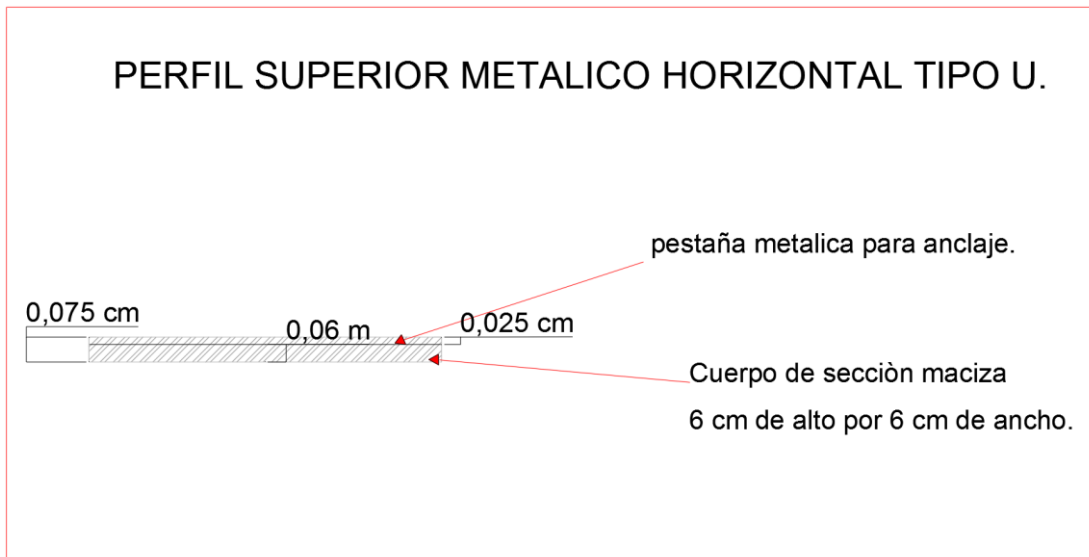 PERFIL SUPERIOR METALICO HORIZONTAL TIPO U.
pestaña metalica para anclaje.
0,075 cm
0,06 m
0,025 cm
Cuerpo de secciòn maciza
6 cm de alto por 6 cm de ancho.